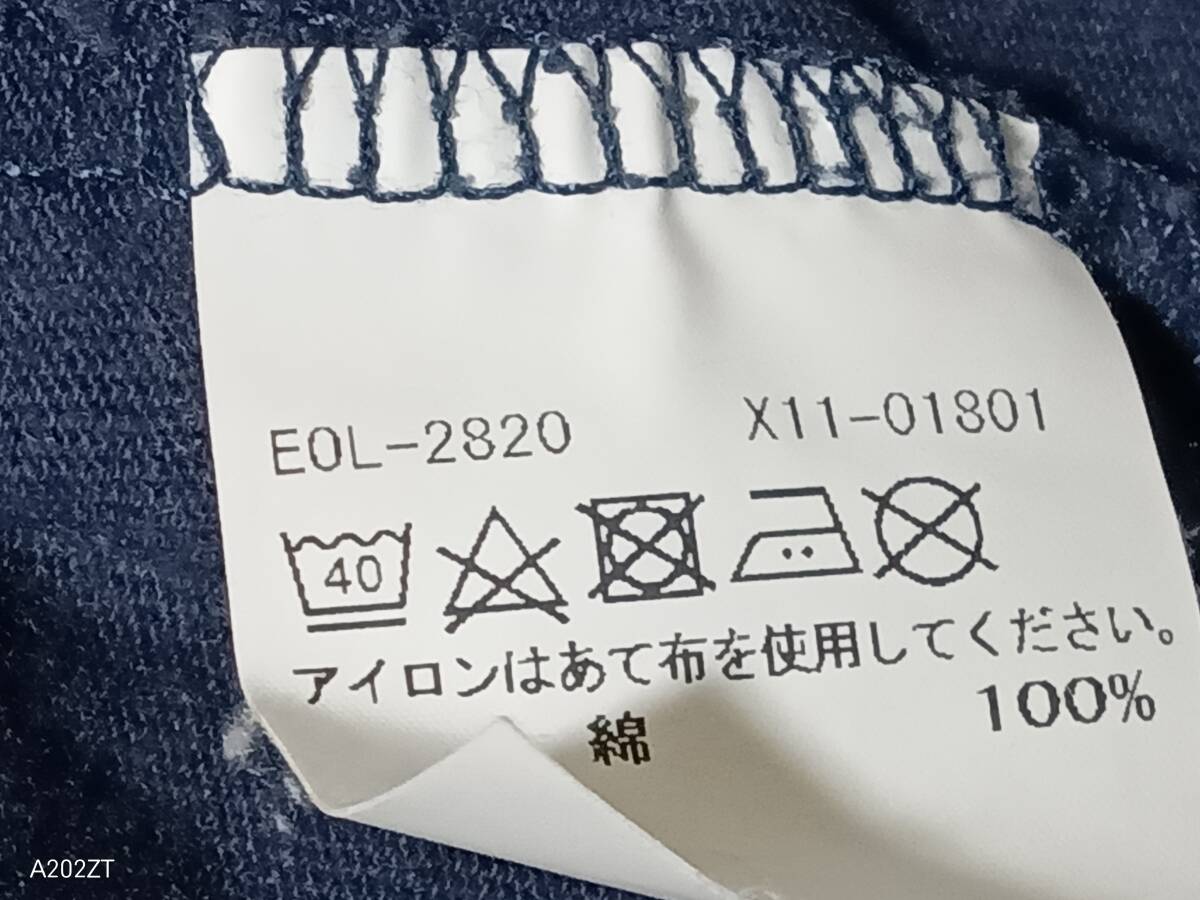 EOL-2820 X11-01801
40
アイロンはあて布を使用してください。
綿 100%
A202ZT